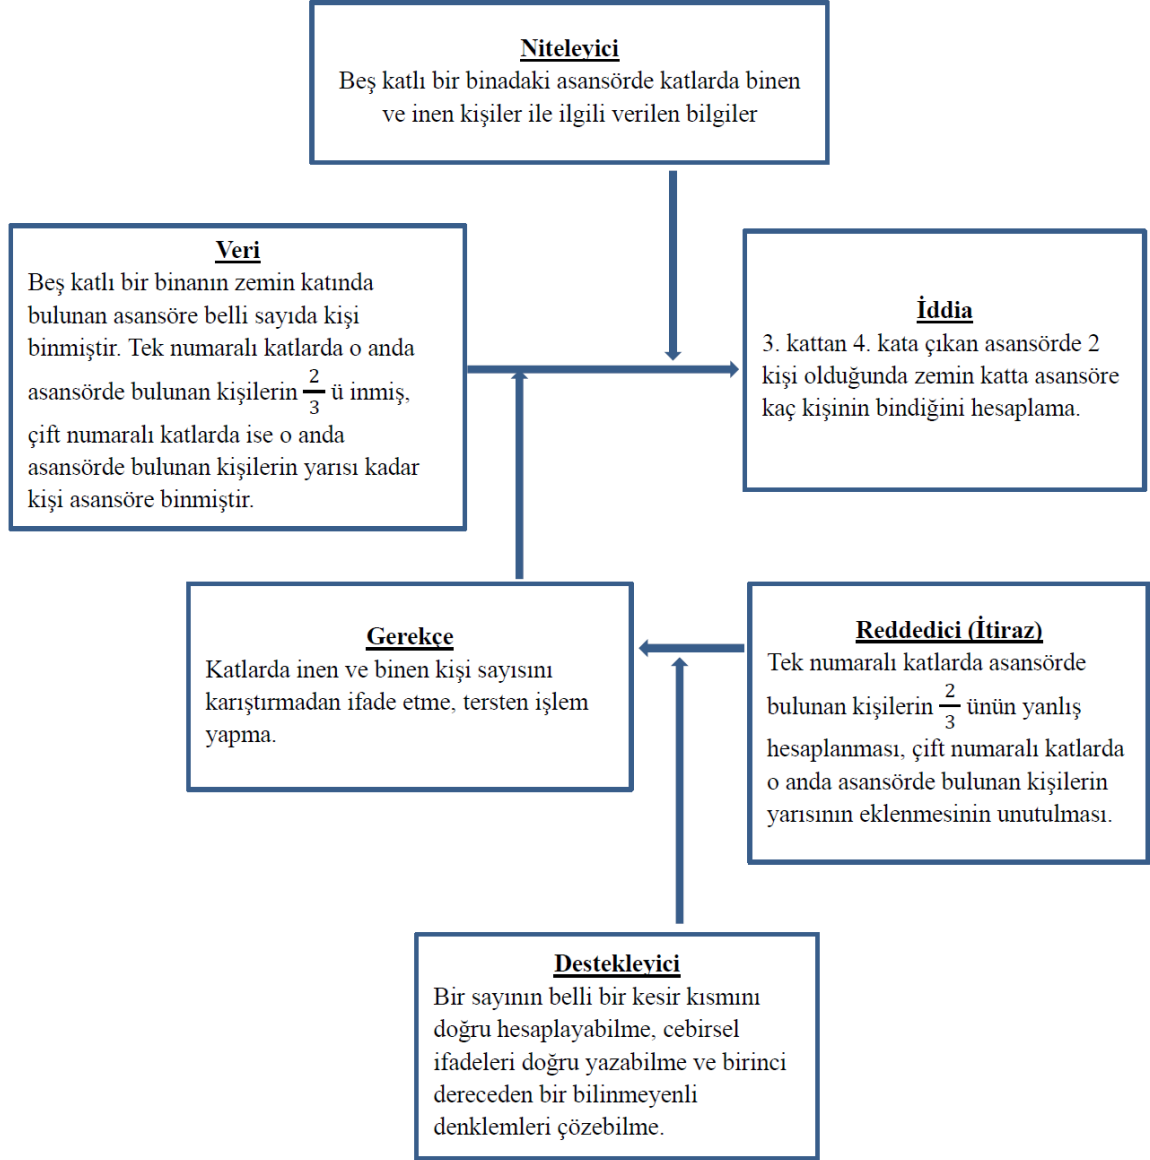 Niteleyici
Beş katlı bir binadaki asansörde katlarda binen
ve inen kişiler ile ilgili verilen bilgiler
Veri
Beş katlı bir binanın zemin katında
bulunan asansöre belli sayıda kişi
binmiştir. Tek numaralı katlarda o anda
asansörde bulunan kişilerin 2/3 ü inmiş,
çift numaralı katlarda ise o anda
asansörde bulunan kişilerin yarısı kadar
kişi asansöre binmiştir.
İddia
3. kattan 4. kata çıkan asansörde 2
kişi olduğunda zemin katta asansöre
kaç kişinin bindiğini hesaplama.
Gerekçe
Katlarda inen ve binen kişi sayısını
karıştırmadan ifade etme, tersten işlem
yapma.
Reddedici (İtiraz)
Tek numaralı katlarda asansörde
bulunan kişilerin 2/3 ünün yanlış
hesaplanması, çift numaralı katlarda
o anda asansörde bulunan kişilerin
yarısının eklenmesinin unutulması.
Destekleyici
Bir sayının belli bir kesir kısmını
doğru hesaplayabilme, cebirsel
ifadeleri doğru yazabilme ve birinci
dereceden bir bilinmeyenli
denklemleri çözebilme.